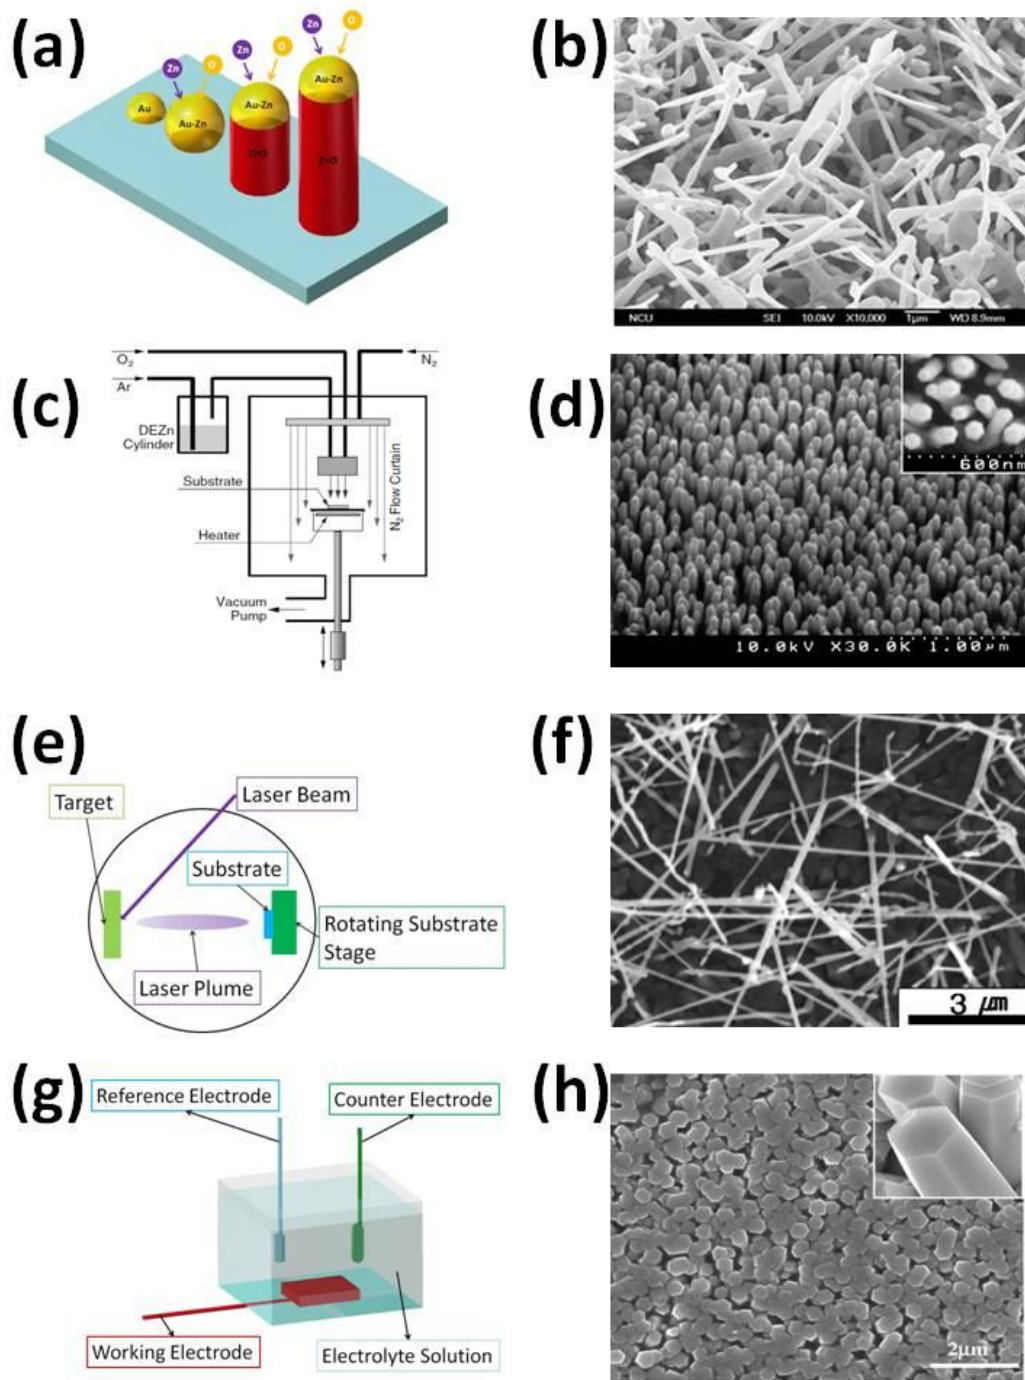 (a)
Zn
O
Zn
O
Zn
O
Au
Au-Zn
Au-Zn
Au-Zn
ZnO
ZnO
(b)
NCU SEI 10.0kV X10,000 1µm WD 8.9mm
(c)
O₂
N₂
Ar
DEZn
Cylinder
Substrate
Heater
N₂ Flow Curtain
Vacuum
Pump
(d)
600nm
10.0kV X30.0K 1.00µm
(e)
Target
Laser Beam
Substrate
Rotating Substrate
Stage
Laser Plume
(f)
3 µm
(g)
Reference Electrode
Counter Electrode
Working Electrode
Electrolyte Solution
(h)
2µm